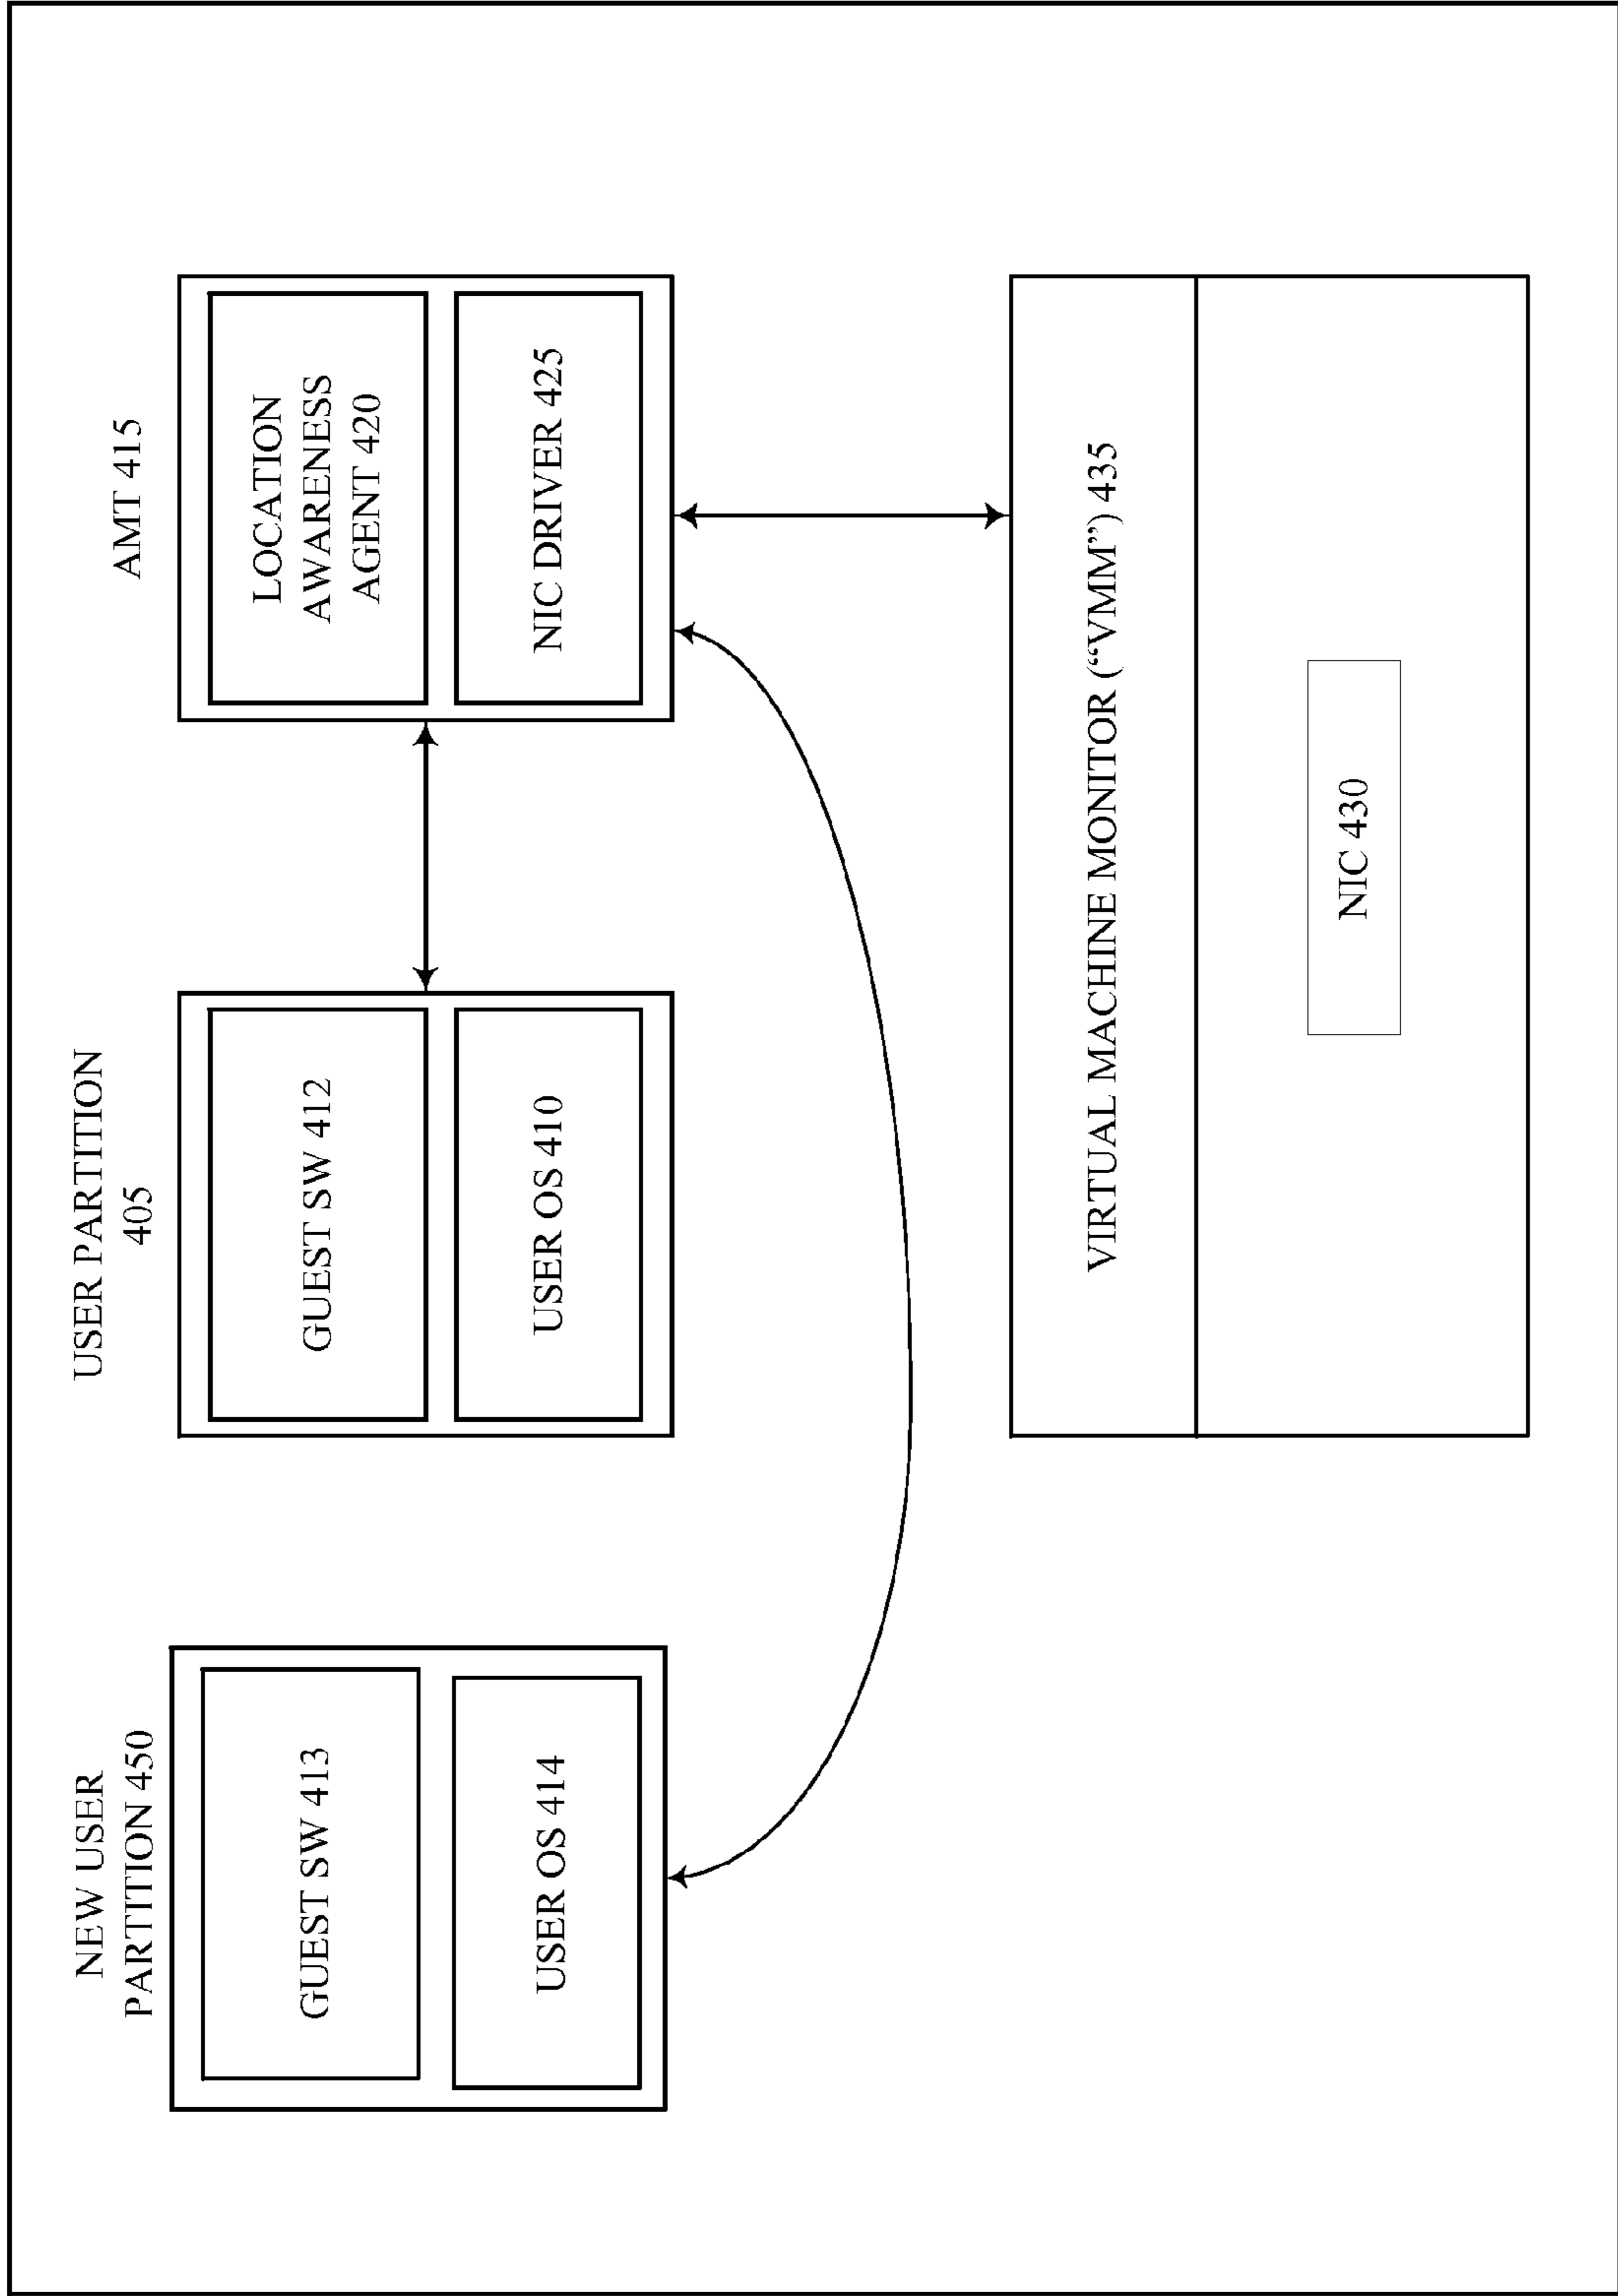 NEW USER
PARTITION 450
GUEST SW 413
USER OS 414
USER PARTITION
405
GUEST SW 412
USER OS 410
AMT 415
LOCATION
AWARENESS
AGENT 420
NIC DRIVER 425
VIRTUAL MACHINE MONITOR (“VMM”) 435
NIC 430